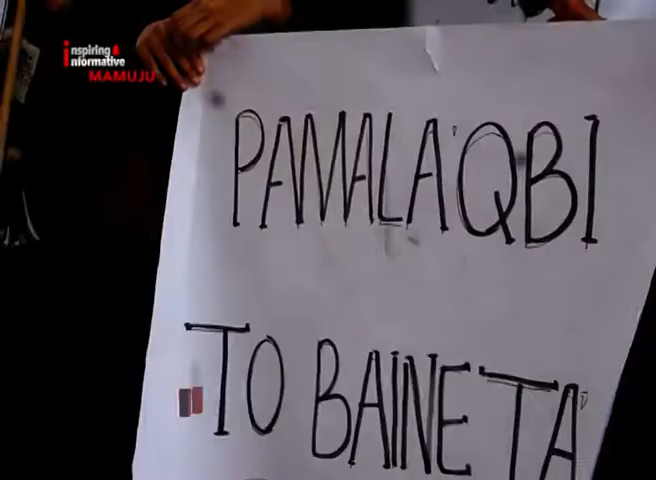 inspiring
informative
MAMUJU
PAMALA'QBI
TO BAINE TA